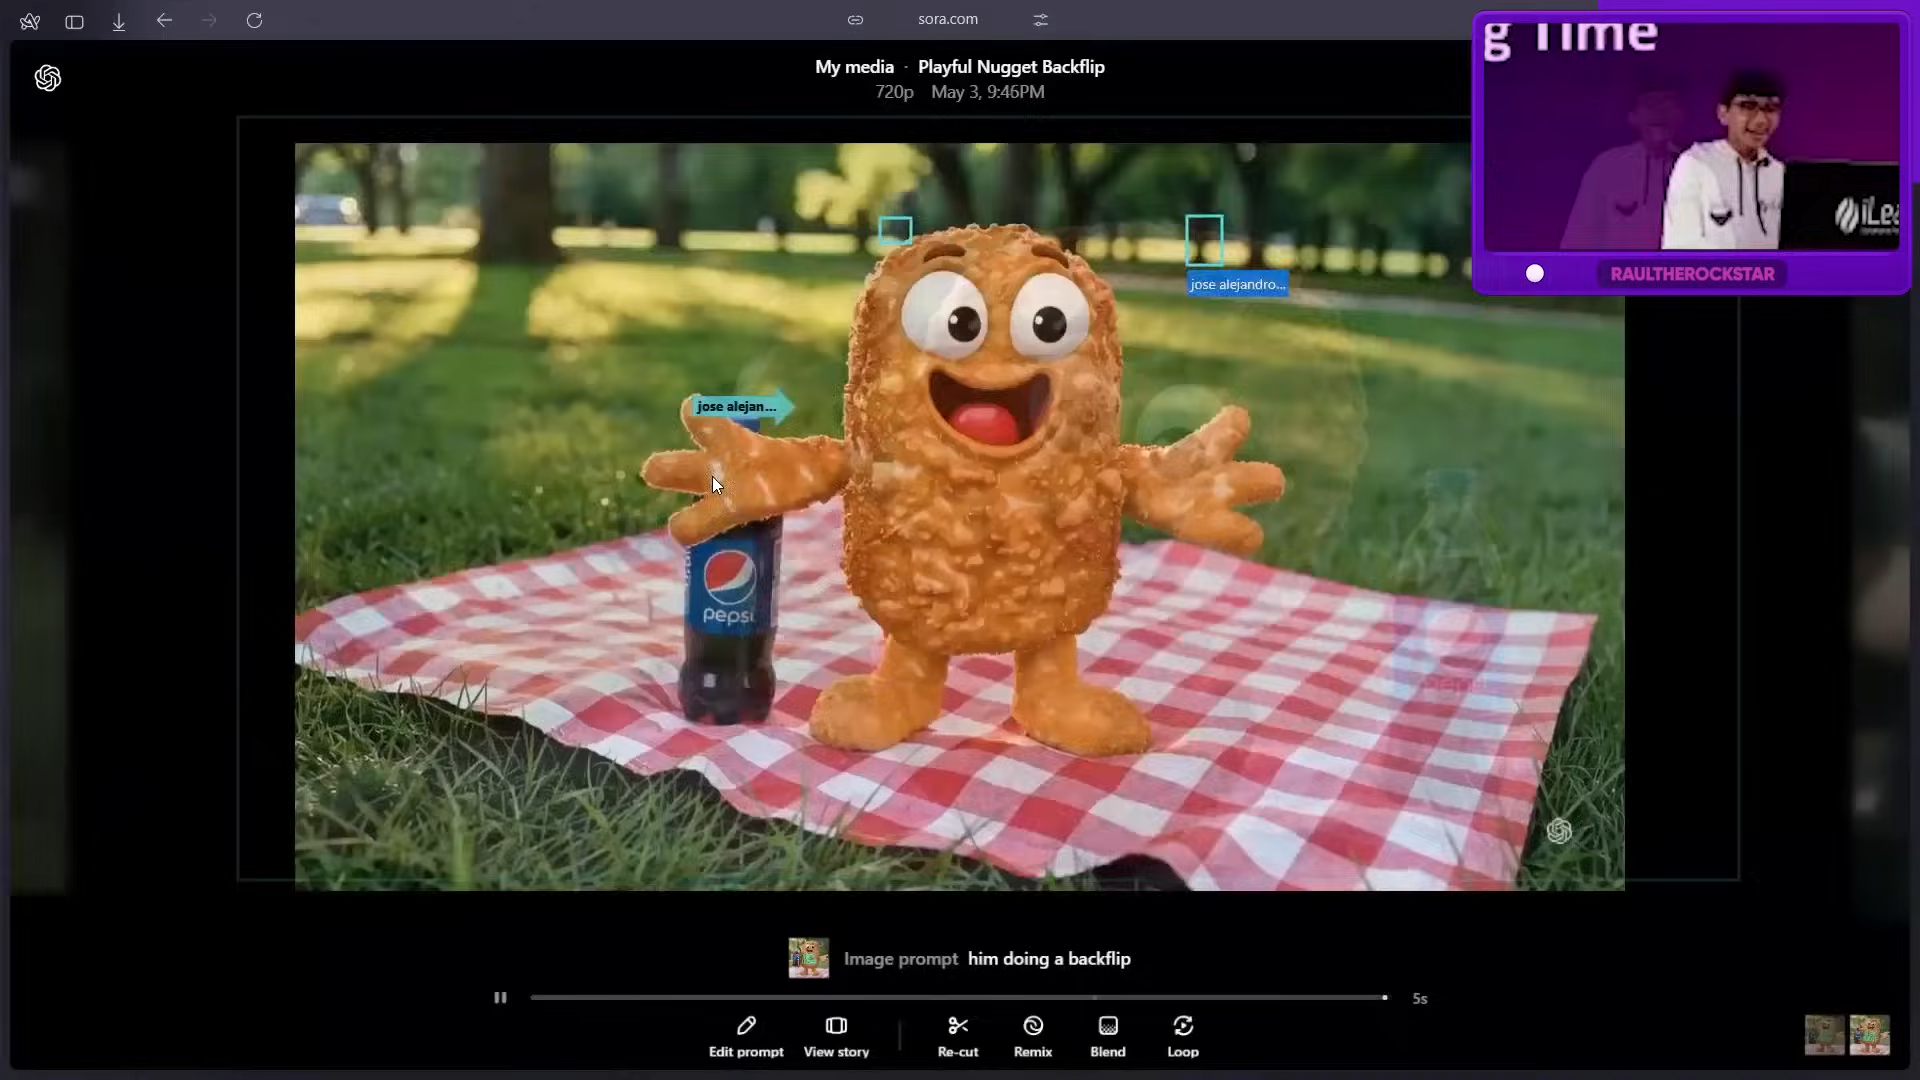 sora.com
My media · Playful Nugget Backflip
720p May 3, 9:46PM
g Time
iLea
RAULTHEROCKSTAR
jose alejandro...
jose alejan...
pepsi
Image prompt him doing a backflip
5s
Edit prompt
View story
Re-cut
Remix
Blend
Loop